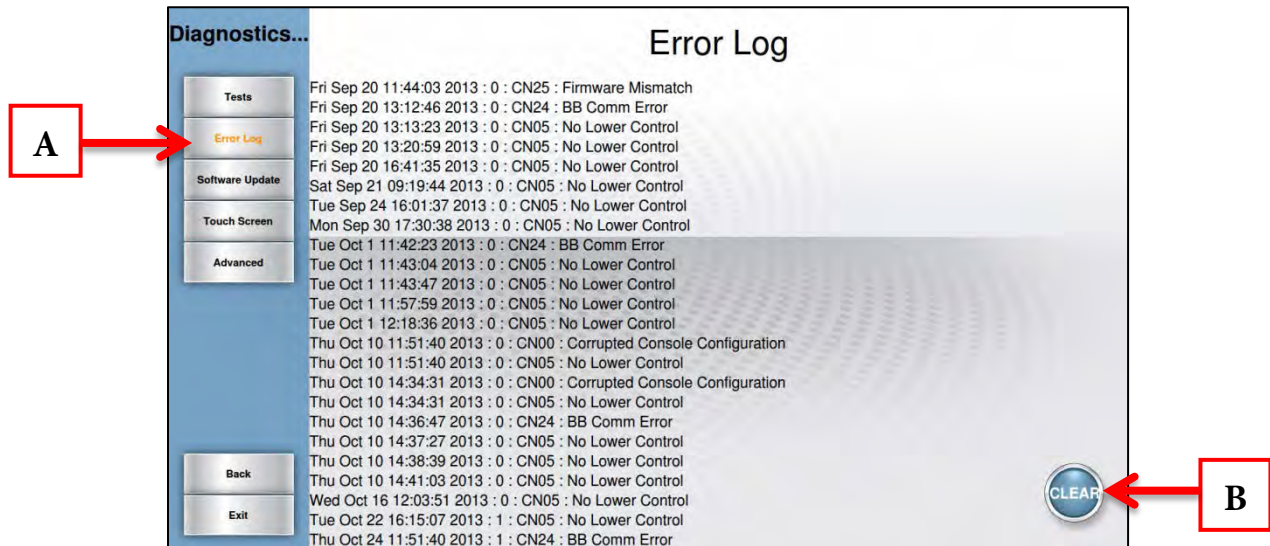 Diagnostics...
Error Log
Tests
Error Log
Software Update
Touch Screen
Advanced
Back
Exit
A
Fri Sep 20 11:44:03 2013 : 0 : CN25 : Firmware Mismatch
Fri Sep 20 13:12:46 2013 : 0 : CN24 : BB Comm Error
Fri Sep 20 13:13:23 2013 : 0 : CN05 : No Lower Control
Fri Sep 20 13:20:59 2013 : 0 : CN05 : No Lower Control
Fri Sep 20 16:41:35 2013 : 0 : CN05 : No Lower Control
Sat Sep 21 09:19:44 2013 : 0 : CN05 : No Lower Control
Tue Sep 24 16:01:37 2013 : 0 : CN05 : No Lower Control
Mon Sep 30 17:30:38 2013 : 0 : CN05 : No Lower Control
Tue Oct 1 11:42:23 2013 : 0 : CN24 : BB Comm Error
Tue Oct 1 11:43:04 2013 : 0 : CN05 : No Lower Control
Tue Oct 1 11:43:47 2013 : 0 : CN05 : No Lower Control
Tue Oct 1 11:57:59 2013 : 0 : CN05 : No Lower Control
Tue Oct 1 12:18:36 2013 : 0 : CN05 : No Lower Control
Thu Oct 10 11:51:40 2013 : 0 : CN00 : Corrupted Console Configuration
Thu Oct 10 11:51:40 2013 : 0 : CN05 : No Lower Control
Thu Oct 10 14:34:31 2013 : 0 : CN00 : Corrupted Console Configuration
Thu Oct 10 14:34:31 2013 : 0 : CN05 : No Lower Control
Thu Oct 10 14:36:47 2013 : 0 : CN24 : BB Comm Error
Thu Oct 10 14:37:27 2013 : 0 : CN05 : No Lower Control
Thu Oct 10 14:38:39 2013 : 0 : CN05 : No Lower Control
Thu Oct 10 14:41:03 2013 : 0 : CN05 : No Lower Control
Wed Oct 16 12:03:51 2013 : 0 : CN05 : No Lower Control
Tue Oct 22 16:15:07 2013 : 1 : CN05 : No Lower Control
Thu Oct 24 11:51:40 2013 : 1 : CN24 : BB Comm Error
CLEAR
B